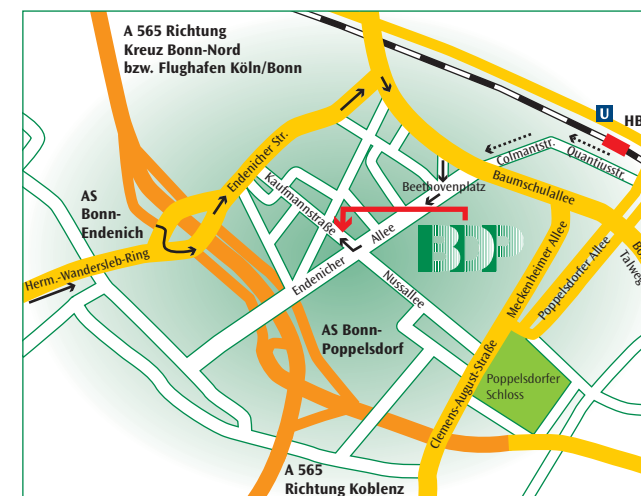 A 565 Richtung
Kreuz Bonn-Nord
bzw. Flughafen Köln/Bonn
U
HB
Colmantstr.
Quantiusstr.
Endenicher Str.
Kaufmannstraße
Beethovenplatz
Baumschulallee
AS
Bonn-
Endenich
Herm.-Wandersleb-Ring
Endenicher Allee
BDP
Nussallee
Meckenheimer Allee
Poppelsdorfer Allee
Bo
Talweg
AS Bonn-
Poppelsdorf
Clemens-August-Straße
Poppelsdorfer
Schloss
A 565
Richtung Koblenz